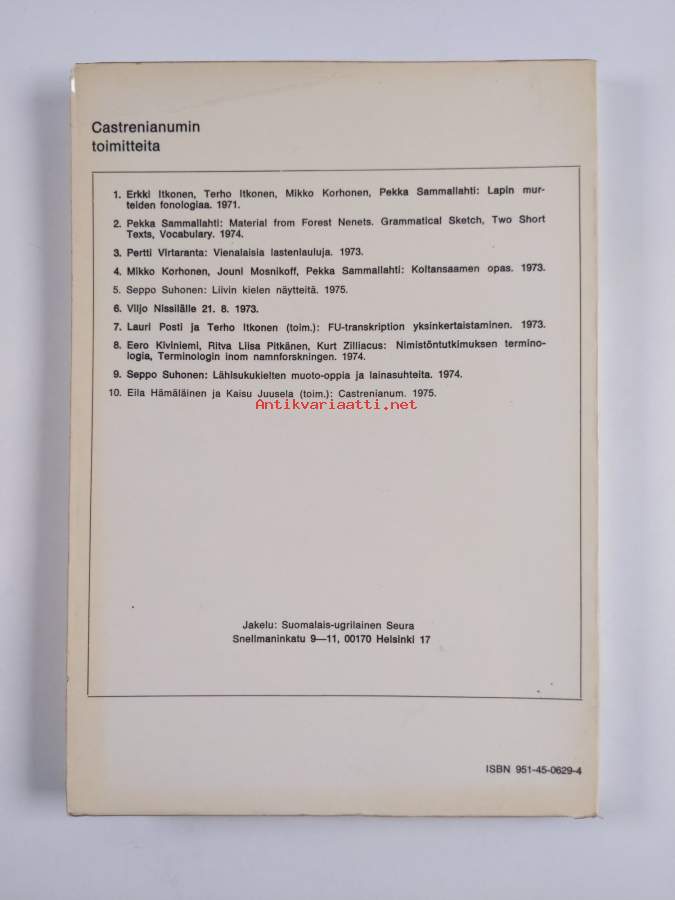 Castrenianumin
toimitteita
1. Erkki Itkonen, Terho Itkonen, Mikko Korhonen, Pekka Sammallahti: Lapin mur-
teiden fonologiaa. 1971.
2. Pekka Sammallahti: Material from Forest Nenets. Grammatical Sketch, Two Short
Texts, Vocabulary. 1974.
3. Pertti Virtaranta: Vienalaisia lastenlauluja. 1973.
4. Mikko Korhonen, Jouni Mosnikoff, Pekka Sammallahti: Koltansaamen opas. 1973.
5. Seppo Suhonen: Liivin kielen näytteitä. 1975.
6. Viljo Nissilälle 21. 8. 1973.
7. Lauri Posti ja Terho Itkonen (toim.): FU-transkription yksinkertaistaminen. 1973.
8. Eero Kiviniemi, Ritva Liisa Pitkänen, Kurt Zilliacus: Nimistöntutkimuksen termino-
logia, Terminologin inom namnforskningen. 1974.
9. Seppo Suhonen: Lähisukukielten muoto-oppia ja lainasuhteita. 1974.
10. Eila Hämäläinen ja Kaisu Juusela (toim.): Castrenianum. 1975.
Antikvariaatti.net
Jakelu: Suomalais-ugrilainen Seura
Snellmaninkatu 9—11, 00170 Helsinki 17
ISBN 951-45-0629-4